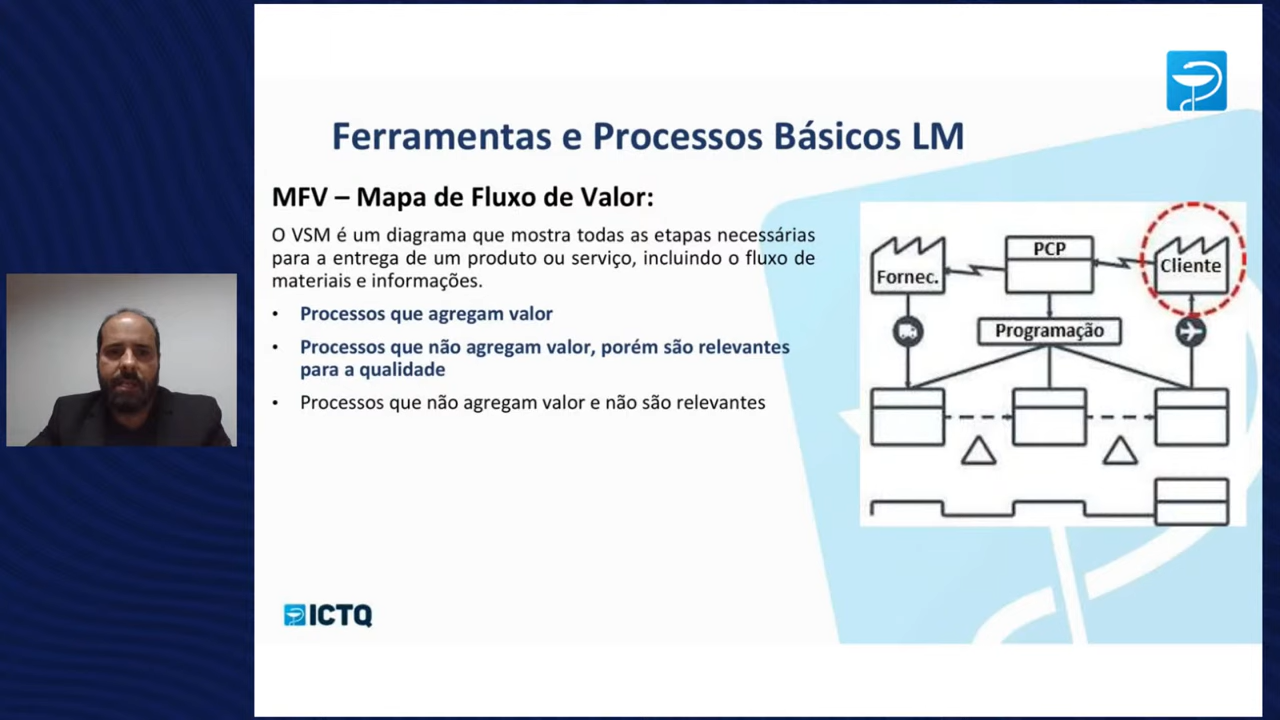 Ferramentas e Processos Básicos LM
MFV – Mapa de Fluxo de Valor:
O VSM é um diagrama que mostra todas as etapas necessárias
para a entrega de um produto ou serviço, incluindo o fluxo de
materiais e informações.
• Processos que agregam valor
• Processos que não agregam valor, porém são relevantes
para a qualidade
• Processos que não agregam valor e não são relevantes
Fornec.
PCP
Cliente
Programação
ICTQ